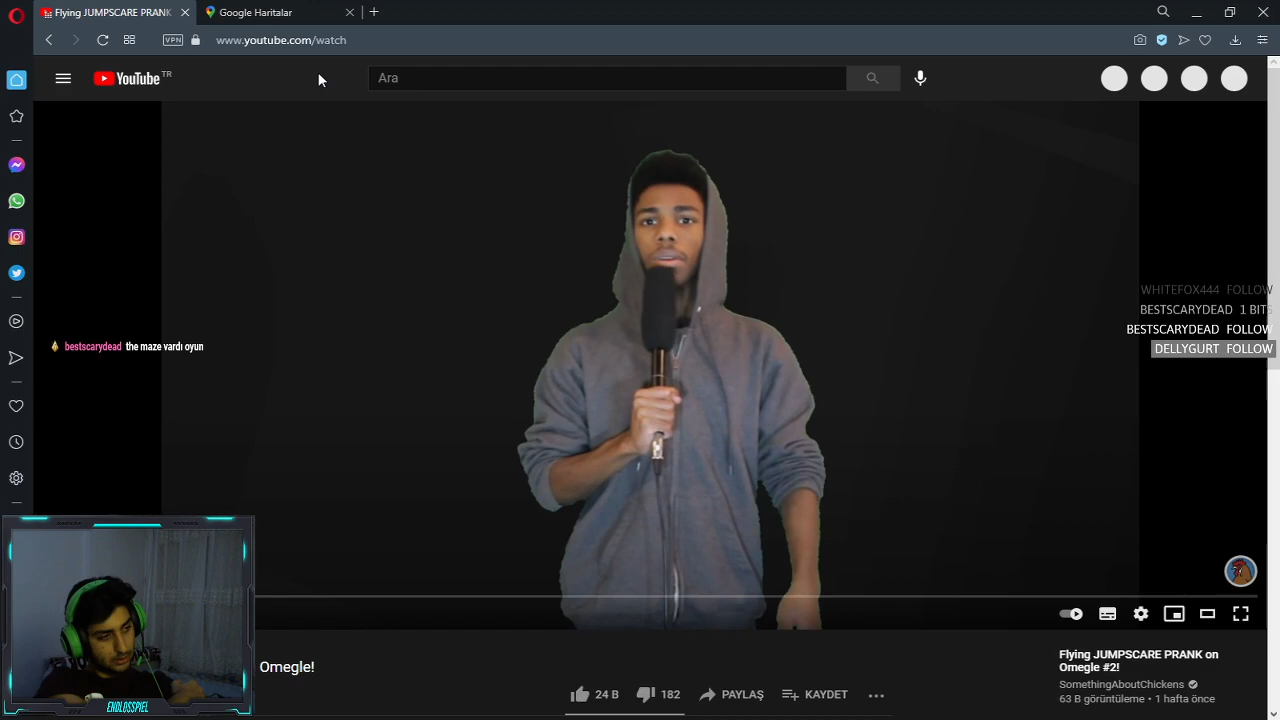 Flying JUMPSCARE PRANK
Google Haritalar
VPN
www.youtube.com/watch
YouTube TR
Ara
WHITEFOX444 FOLLOW
BESTSCARYDEAD 1 BIT
BESTSCARYDEAD FOLLOW
DELLYGURT FOLLOW
bestscarydead the maze vardı oyun
ENDLOSSPIEL
Omegle!
24 B
182
PAYLAŞ
KAYDET
Flying JUMPSCARE PRANK on
Omegle #2!
SomethingAboutChickens
63 B görüntüleme • 1 hafta önce